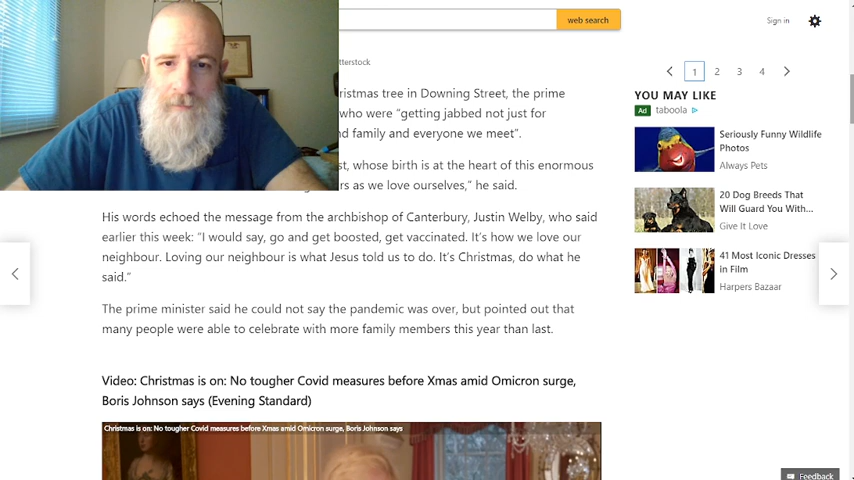 web search
Sign in
tterstock
ristmas tree in Downing Street, the prime
who were “getting jabbed not just for
d family and everyone we meet”.
st, whose birth is at the heart of this enormous
rs as we love ourselves,” he said.
His words echoed the message from the archbishop of Canterbury, Justin Welby, who said
earlier this week: “I would say, go and get boosted, get vaccinated. It’s how we love our
neighbour. Loving our neighbour is what Jesus told us to do. It’s Christmas, do what he
said.”
The prime minister said he could not say the pandemic was over, but pointed out that
many people were able to celebrate with more family members this year than last.
Video: Christmas is on: No tougher Covid measures before Xmas amid Omicron surge,
Boris Johnson says (Evening Standard)
Christmas is on: No tougher Covid measures before Xmas amid Omicron surge, Boris Johnson says
1 2 3 4
YOU MAY LIKE
Ad taboola
Seriously Funny Wildlife
Photos
Always Pets
20 Dog Breeds That
Will Guard You With...
Give It Love
41 Most Iconic Dresses
in Film
Harpers Bazaar
Feedback